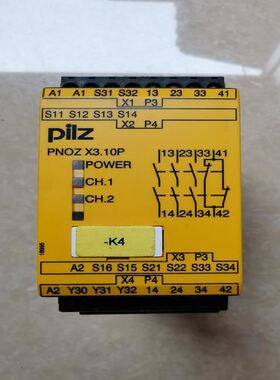 A1 A1 S31 S32 13 23 33 41
X1 P3
S11 S12 S13 S14
X2 P4
pilz
PNOZ X3.10P
POWER
CH.1
CH.2
13 23 33 41
14 24 34 42
-K4
X3 P3
A2 S16 S15 S21 S22 S33 S34
X4 P4
A2 Y30 Y31 Y32 14 24 34 42